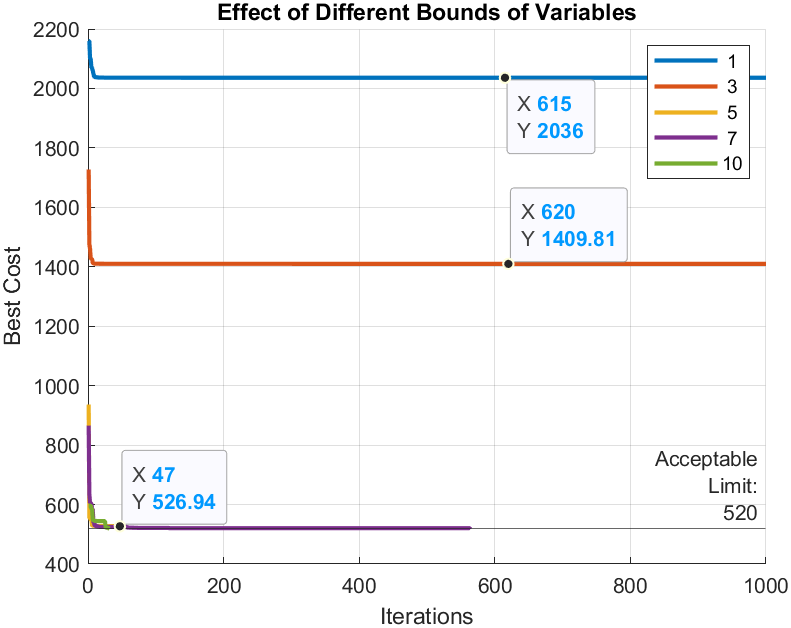 Effect of Different Bounds of Variables
2200
2000
1800
1600
1400
1200
1000
800
600
400
Best Cost
0
200
400
600
800
1000
Iterations
1
3
5
7
10
X 615
Y 2036
X 620
Y 1409.81
X 47
Y 526.94
Acceptable
Limit:
520